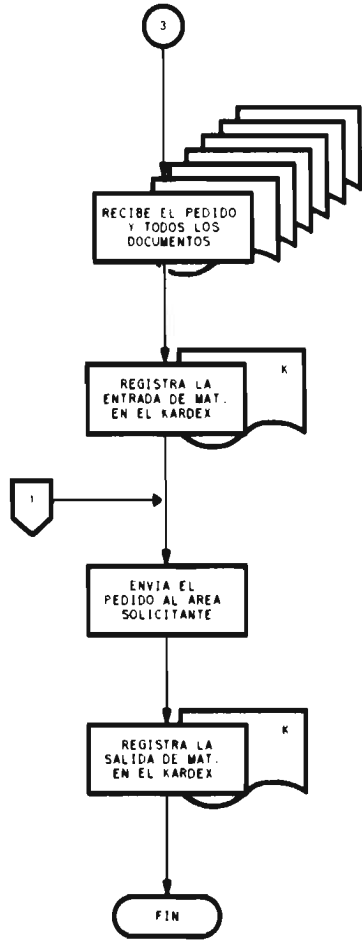 3
RECIBE EL PEDIDO
Y TODOS LOS
DOCUMENTOS
K
REGISTRA LA
ENTRADA DE MAT.
EN EL KARDEX
1
ENVIA EL
PEDIDO AL AREA
SOLICITANTE
K
REGISTRA LA
SALIDA DE MAT.
EN EL KARDEX
FIN